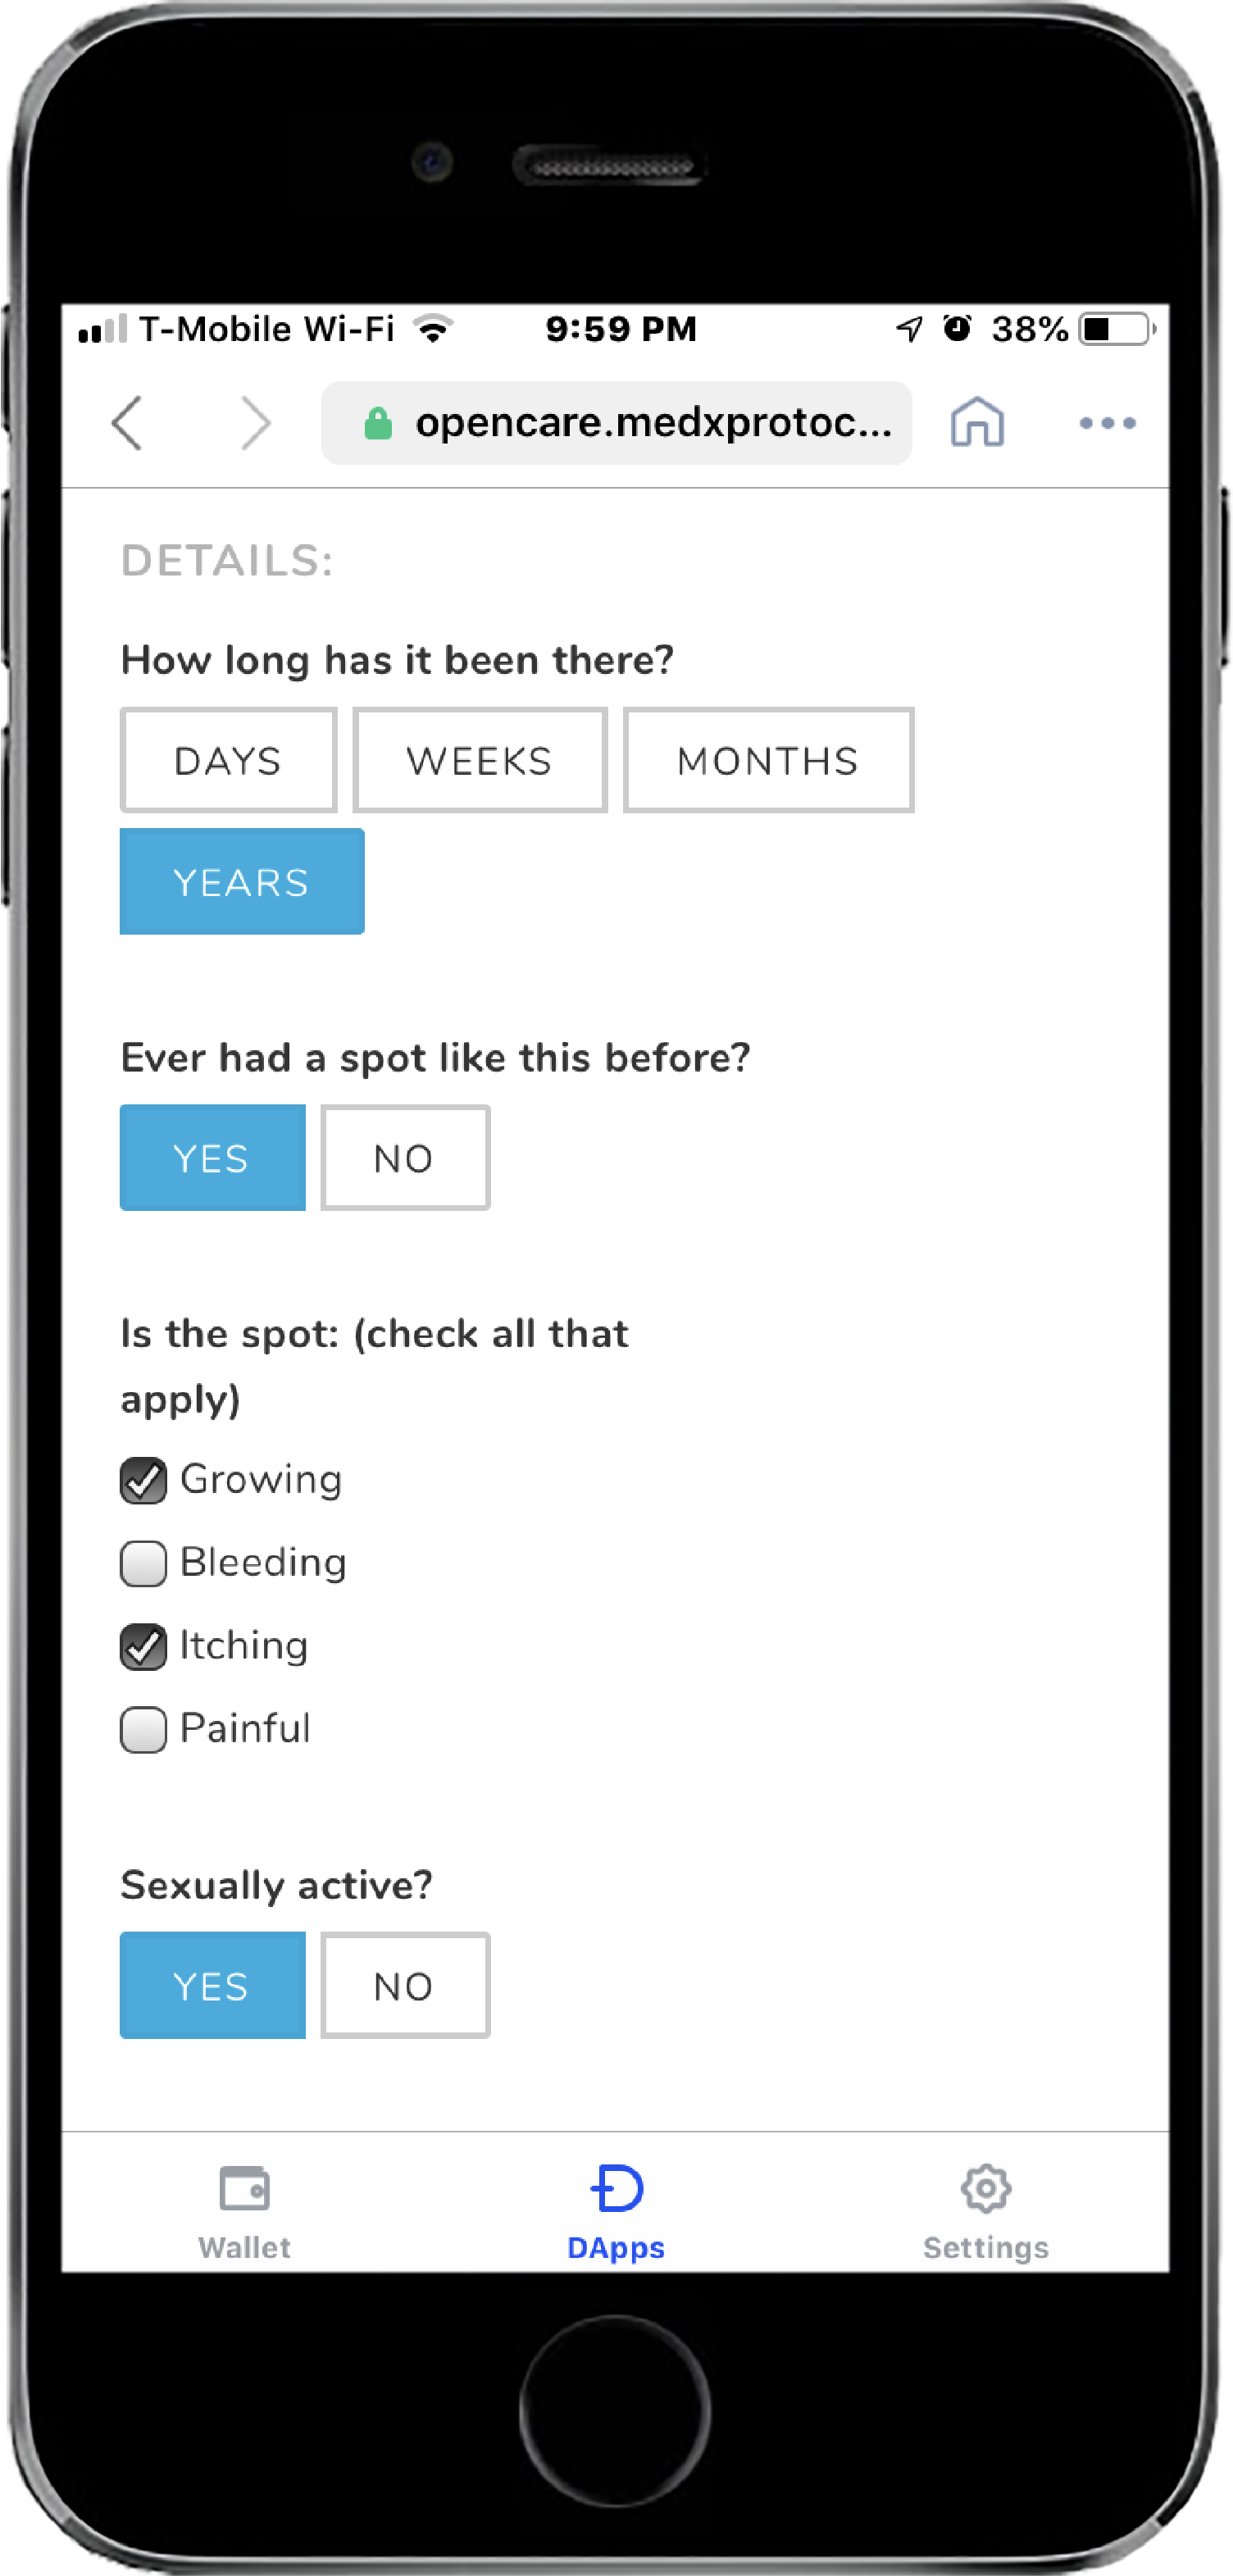 T-Mobile Wi-Fi 9:59 PM 38%
opencare.medxprotoc...
DETAILS:
How long has it been there?
DAYS WEEKS MONTHS
YEARS
Ever had a spot like this before?
YES NO
Is the spot: (check all that
apply)
Growing
Bleeding
Itching
Painful
Sexually active?
YES NO
Wallet DApps Settings